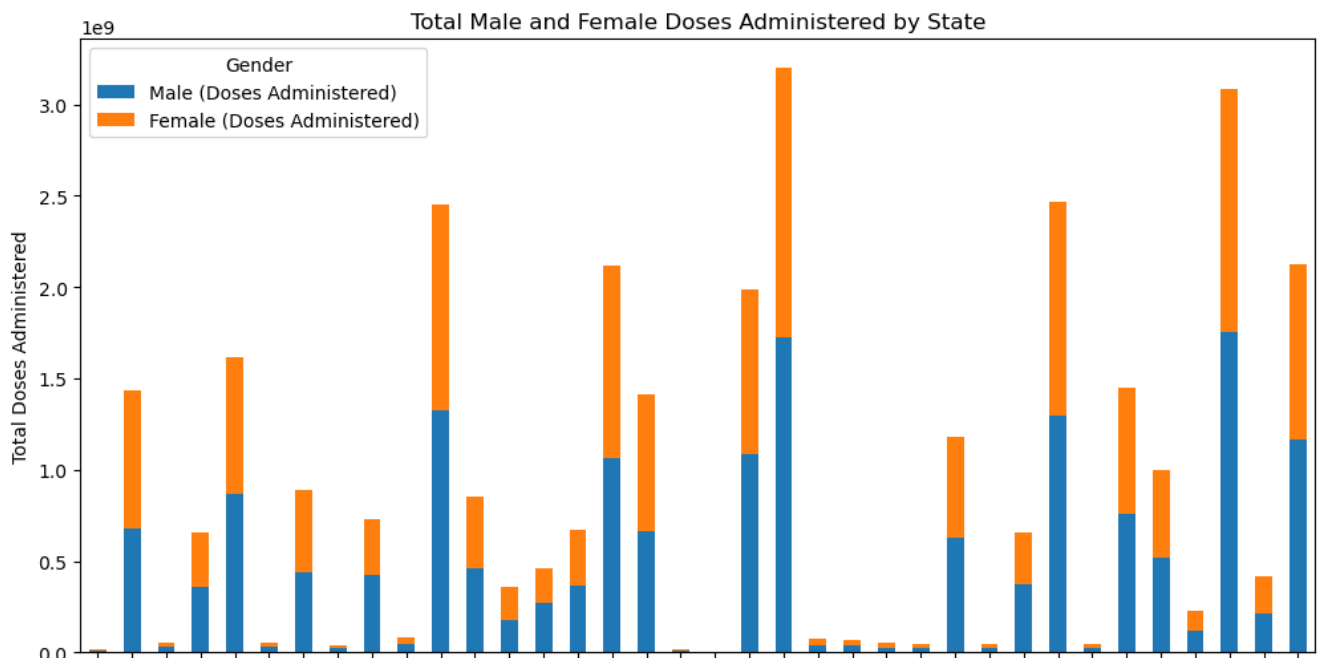 Total Male and Female Doses Administered by State
1e9
Gender
Male (Doses Administered)
Female (Doses Administered)
3.0
2.5
2.0
1.5
1.0
0.5
0.0
Total Doses Administered